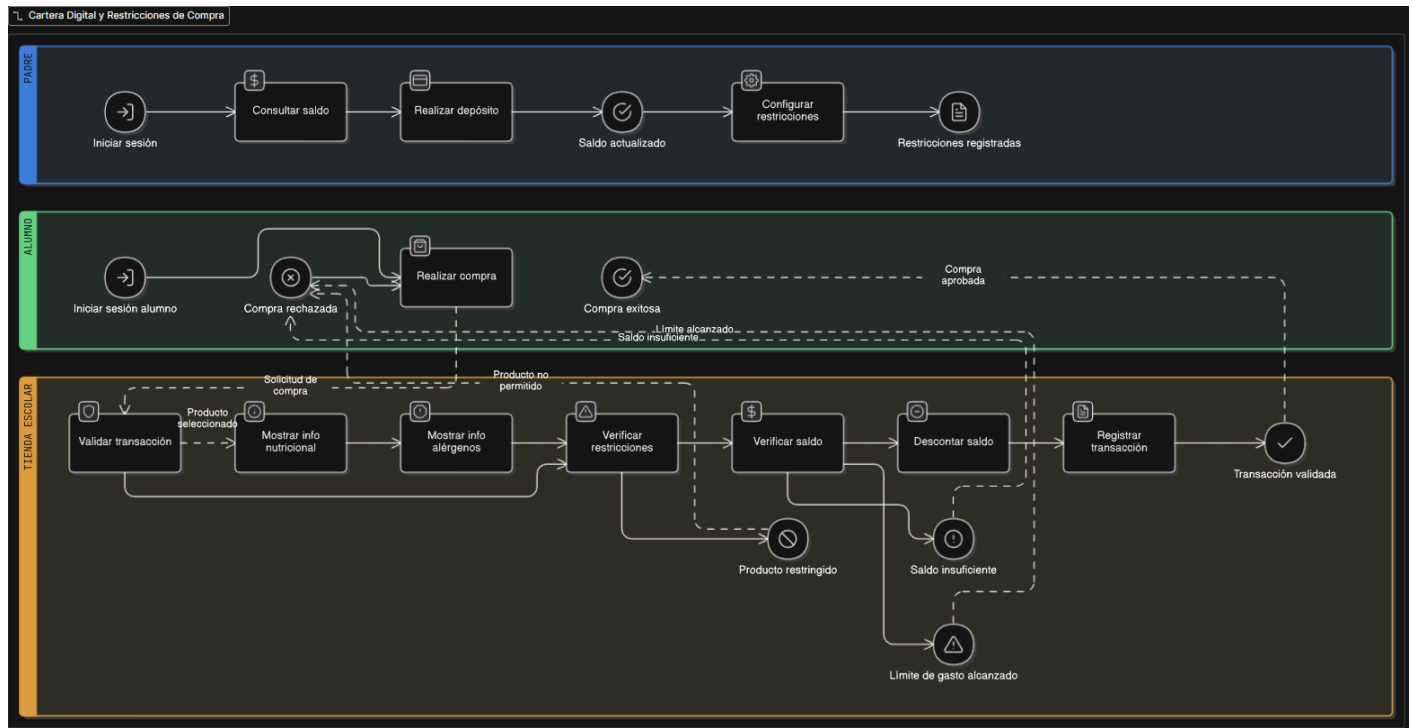 Cartera Digital y Restricciones de Compra
PADRE
Consultar saldo
Realizar depósito
Configurar
restricciones
Iniciar sesión
Saldo actualizado
Restricciones registradas
ALUMNO
Realizar compra
Compra
aprobada
Iniciar sesión alumno
Compra rechazada
Compra exitosa
Límite alcanzado
Saldo insuficiente
TIENDA ESCOLAR
Solicitud de
compra
Producto no
permitido
Producto
seleccionado
Validar transacción
Mostrar info
nutricional
Mostrar info
alérgenos
Verificar
restricciones
Verificar saldo
Descontar saldo
Registrar
transacción
Transacción validada
Producto restringido
Saldo insuficiente
Límite de gasto alcanzado